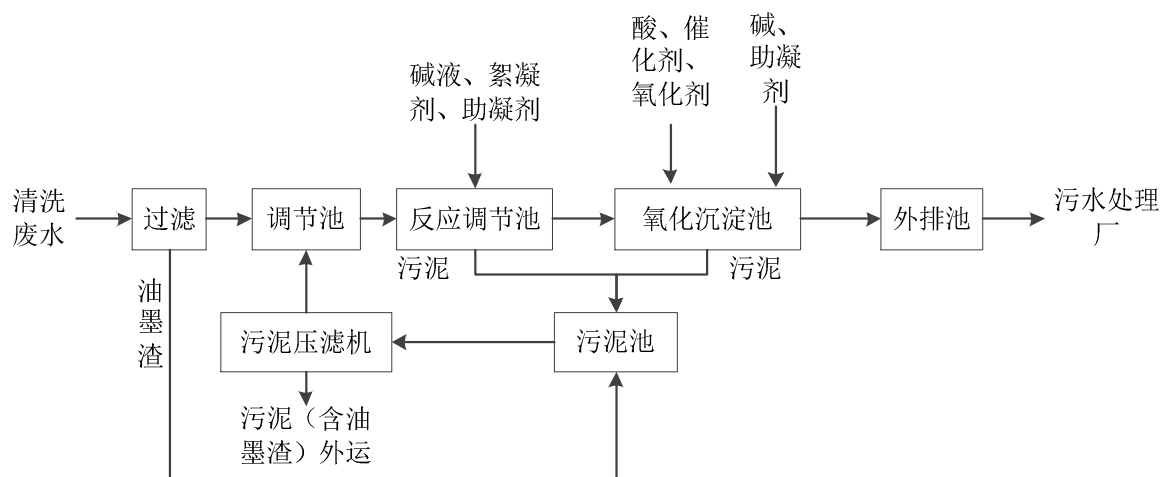 酸、催
化剂、
氧化剂
碱、
助凝
剂
碱液、絮凝
剂、助凝剂
清洗
废水
过滤
调节池
反应调节池
氧化沉淀池
外排池
污水处理
厂
污泥
污泥
油
墨
渣
污泥压滤机
污泥池
污泥（含油
墨渣）外运